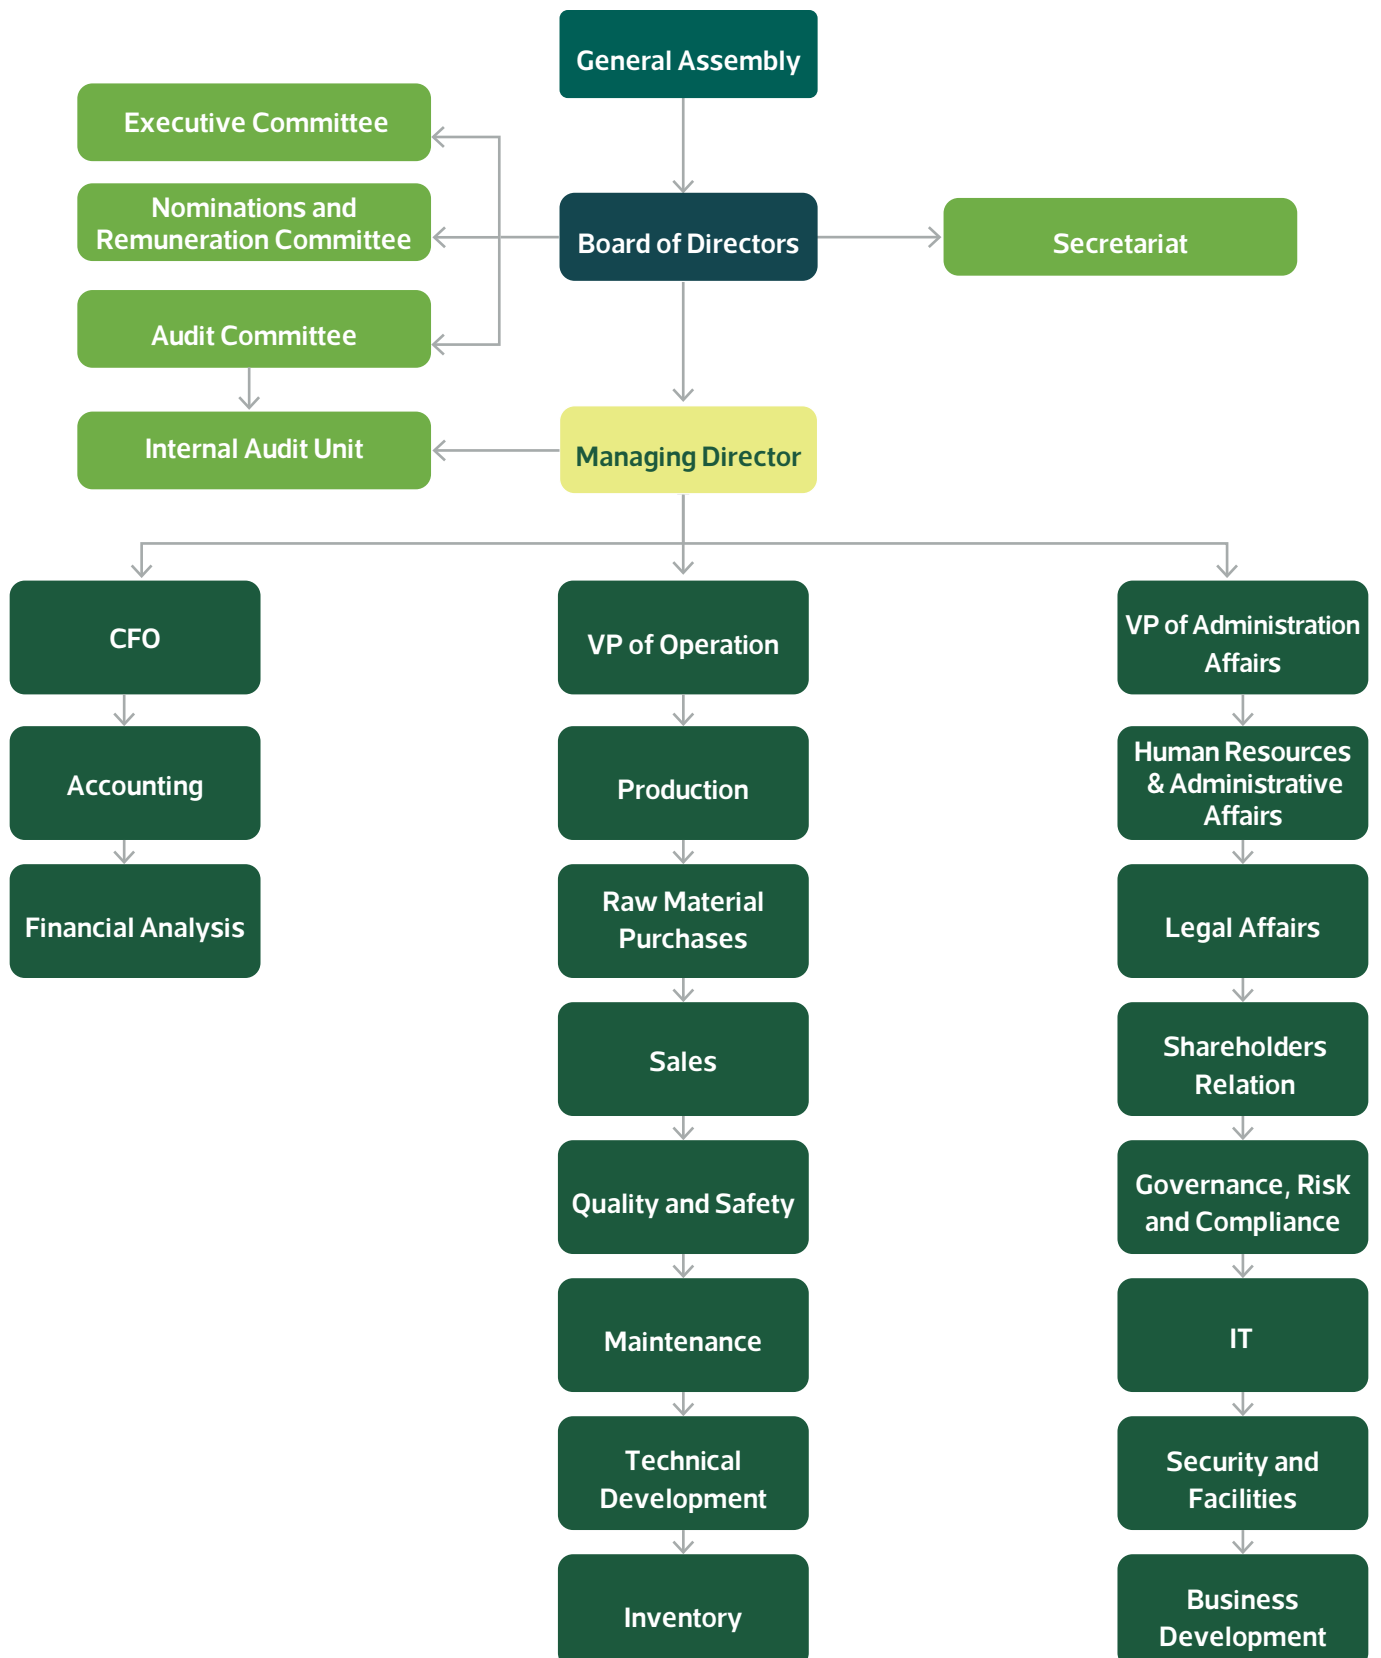 General Assembly
Executive Committee
Nominations and
Remuneration Committee
Board of Directors
Secretariat
Audit Committee
Internal Audit Unit
Managing Director
CFO
VP of Operation
VP of Administration
Affairs
Accounting
Production
Human Resources
& Administrative
Affairs
Financial Analysis
Raw Material
Purchases
Legal Affairs
Sales
Shareholders
Relation
Quality and Safety
Governance, RisK
and Compliance
Maintenance
IT
Technical
Development
Security and
Facilities
Inventory
Business
Development